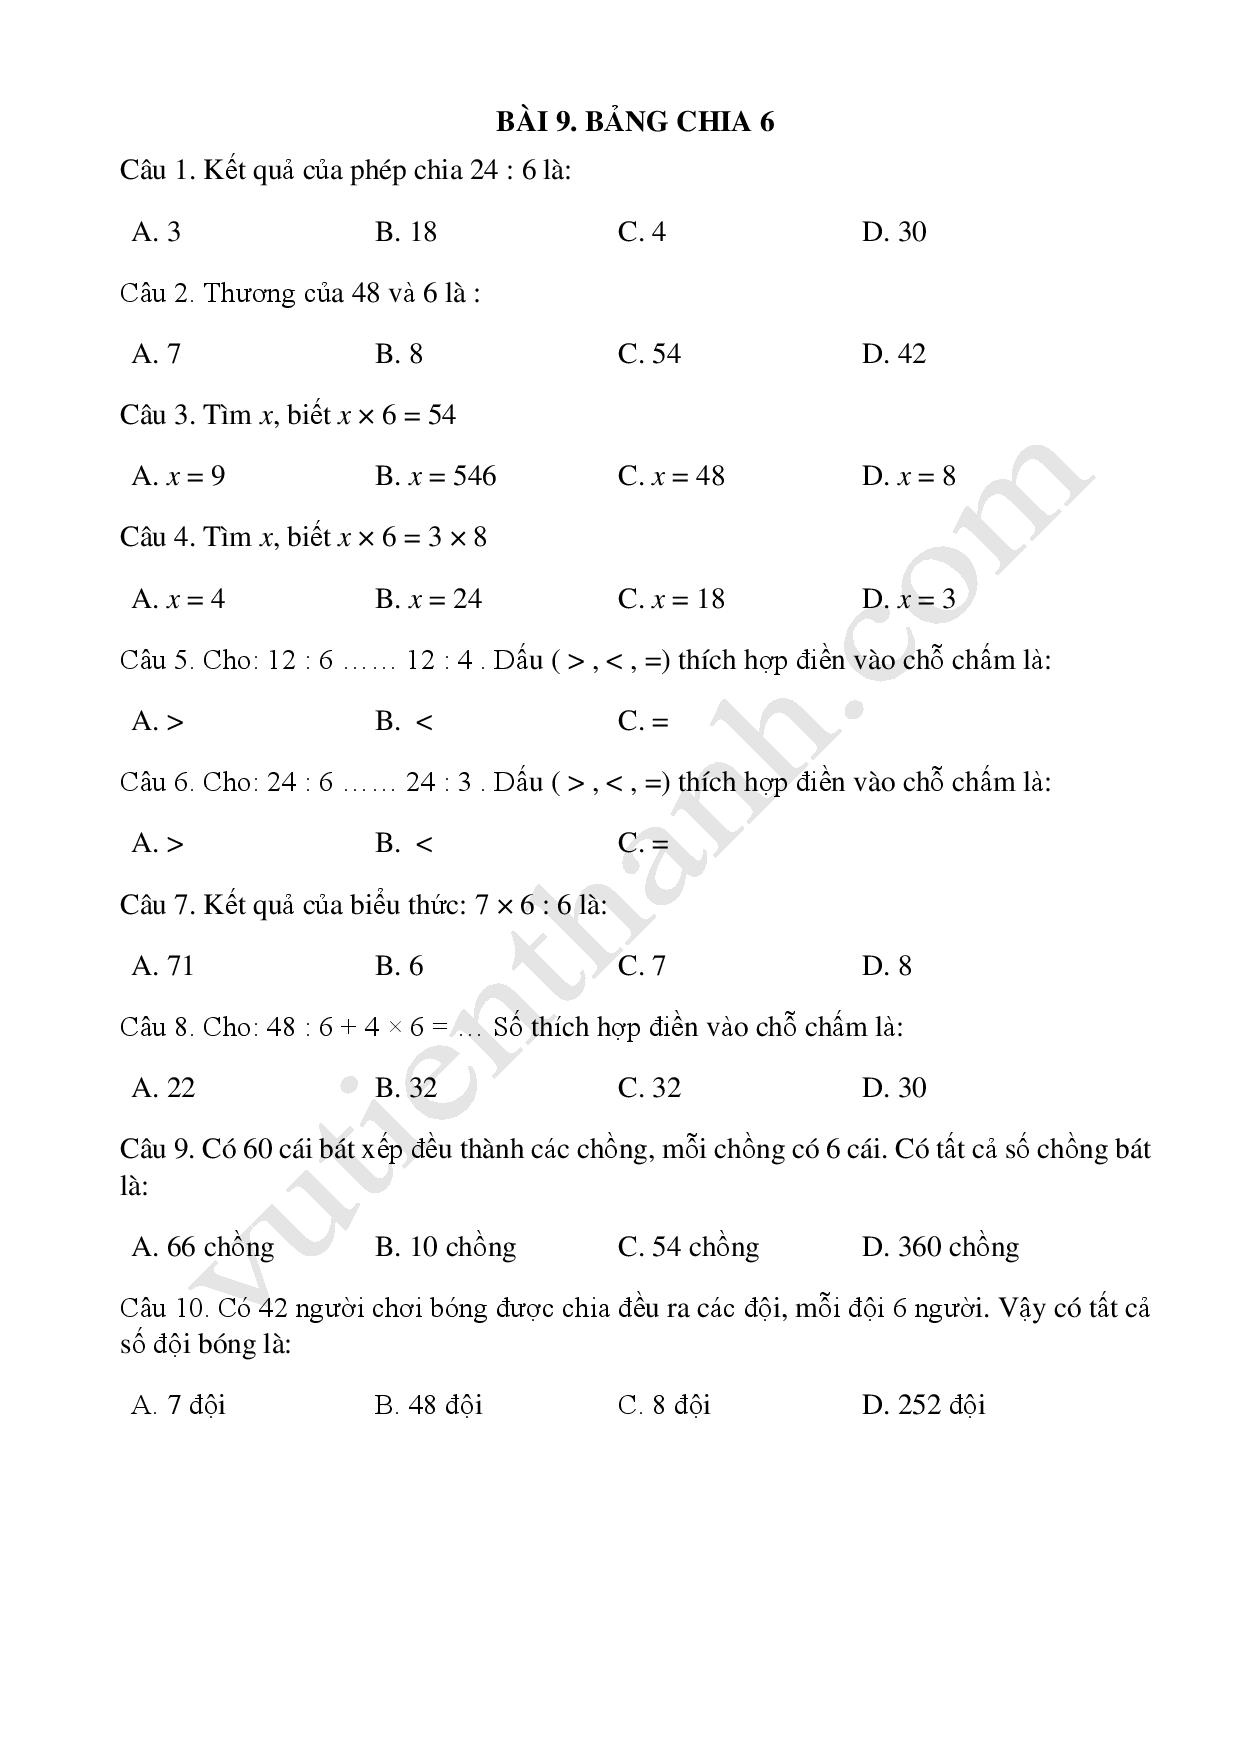 BÀI 9. BẢNG CHIA 6
Câu 1. Kết quả của phép chia 24 : 6 là:
A. 3 B. 18 C. 4 D. 30
Câu 2. Thương của 48 và 6 là :
A. 7 B. 8 C. 54 D. 42
Câu 3. Tìm x, biết x × 6 = 54
A. x = 9 B. x = 546 C. x = 48 D. x = 8
Câu 4. Tìm x, biết x × 6 = 3 × 8
A. x = 4 B. x = 24 C. x = 18 D. x = 3
Câu 5. Cho: 12 : 6 …… 12 : 4 . Dấu ( > , < , =) thích hợp điền vào chỗ chấm là:
A. > B. < C. =
Câu 6. Cho: 24 : 6 …… 24 : 3 . Dấu ( > , < , =) thích hợp điền vào chỗ chấm là:
A. > B. < C. =
Câu 7. Kết quả của biểu thức: 7 × 6 : 6 là:
A. 71 B. 6 C. 7 D. 8
Câu 8. Cho: 48 : 6 + 4 × 6 = … Số thích hợp điền vào chỗ chấm là:
A. 22 B. 32 C. 32 D. 30
Câu 9. Có 60 cái bát xếp đều thành các chồng, mỗi chồng có 6 cái. Có tất cả số chồng bát
là:
A. 66 chồng B. 10 chồng C. 54 chồng D. 360 chồng
Câu 10. Có 42 người chơi bóng được chia đều ra các đội, mỗi đội 6 người. Vậy có tất cả
số đội bóng là:
A. 7 đội B. 48 đội C. 8 đội D. 252 đội
vutienthanh.com